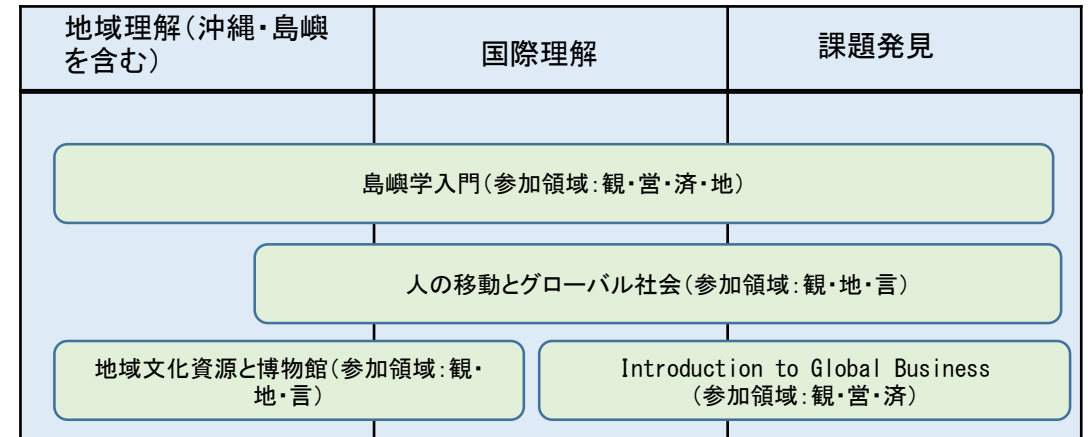 地域理解(沖縄・島嶼
を含む)
国際理解
課題発見
島嶼学入門(参加領域:観・営・済・地)
人の移動とグローバル社会(参加領域:観・地・言)
地域文化資源と博物館(参加領域:観・
地・言)
Introduction to Global Business
(参加領域:観・営・済)